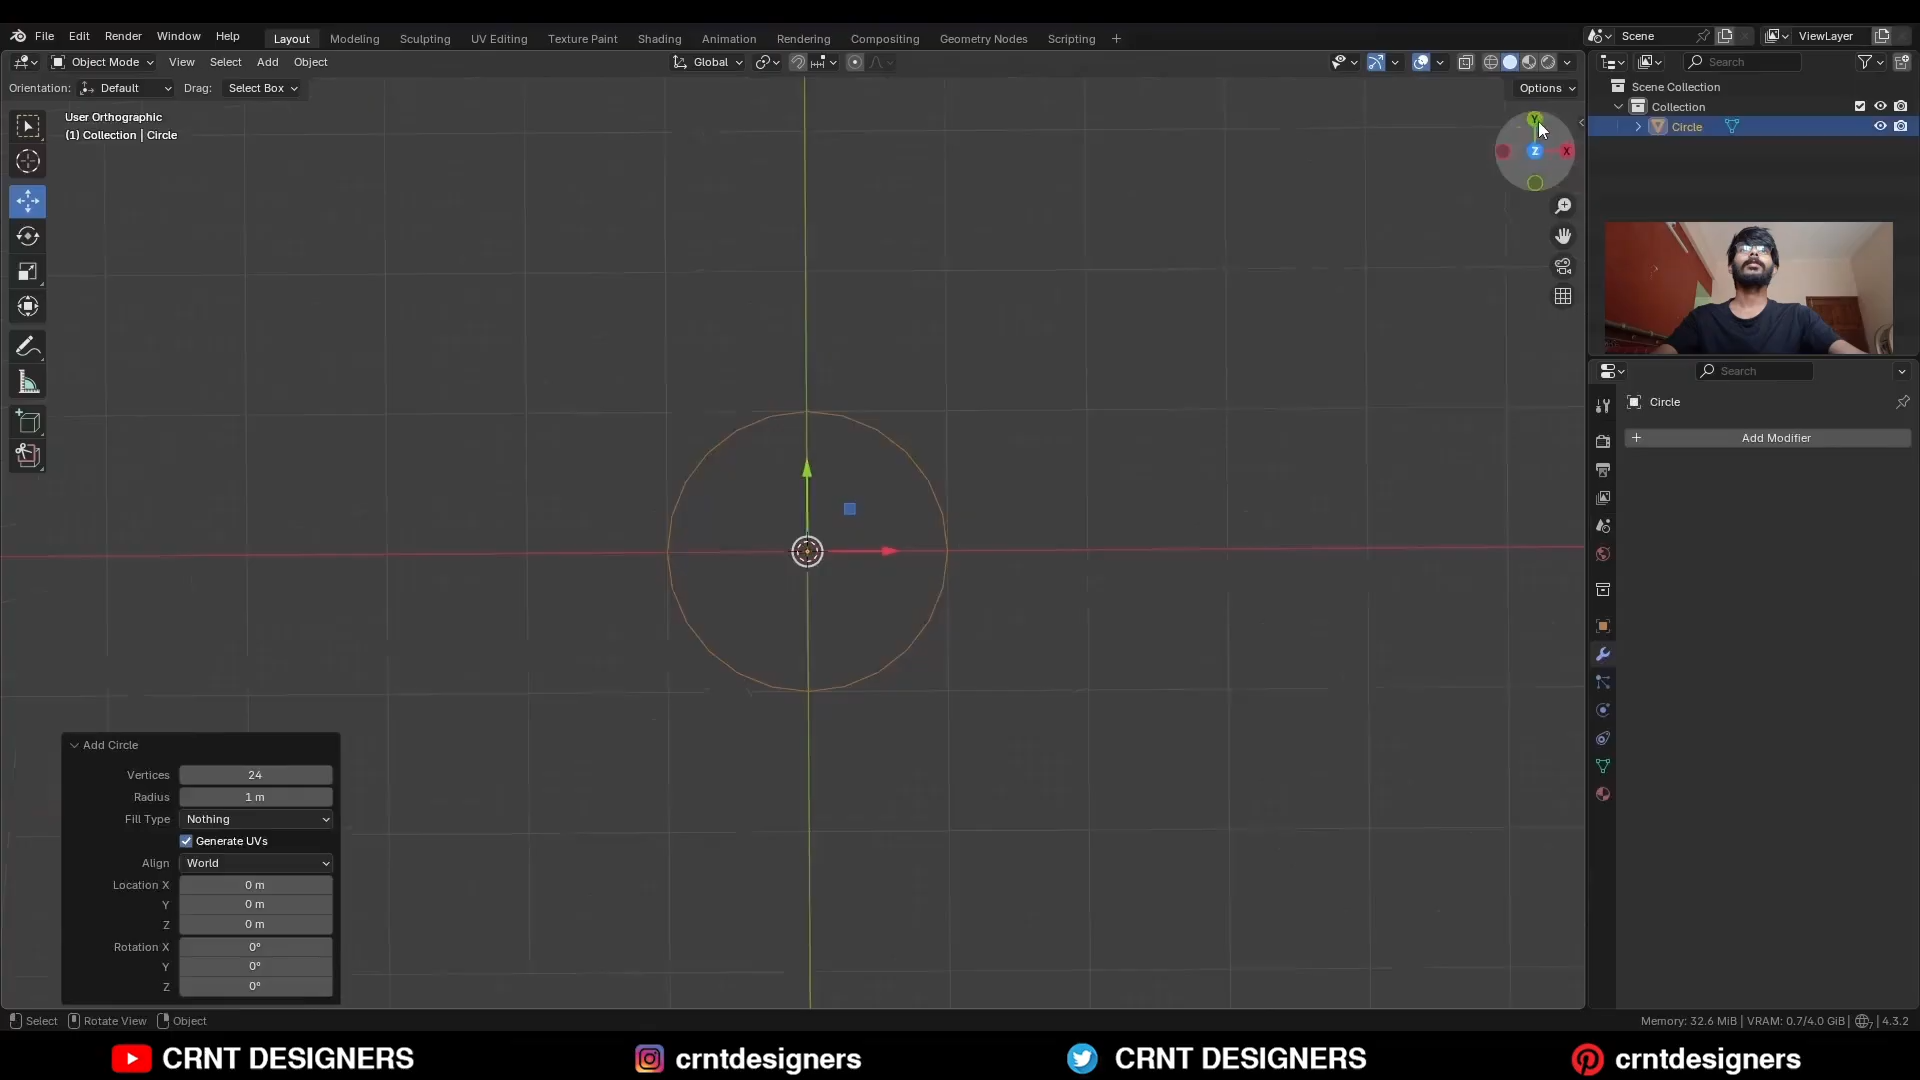 File Edit Render Window Help Layout Modeling Sculpting UV Editing Texture Paint Shading Animation Rendering Compositing Geometry Nodes Scripting + Scene ViewLayer
Object Mode View Select Add Object Global Search
Orientation: Default Drag: Select Box Options
Scene Collection
Collection
Circle
User Orthographic
(1) Collection | Circle
Y
Z
X
Search
Circle
+ Add Modifier
Add Circle
Vertices 24
Radius 1 m
Fill Type Nothing
Generate UVs
Align World
Location X 0 m
Y 0 m
Z 0 m
Rotation X 0°
Y 0°
Z 0°
Select Rotate View Object Memory: 32.6 MiB | VRAM: 0.7/4.0 GiB | 7 | 4.3.2
CRNT DESIGNERS crntdesigners CRNT DESIGNERS crntdesigners